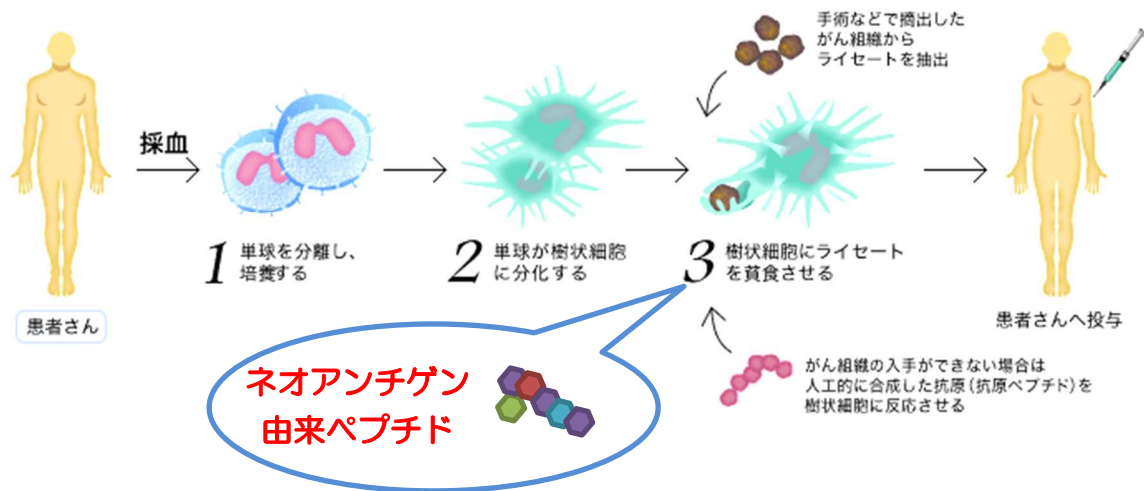 手術などで摘出した
がん組織から
ライセートを抽出
採血
1 単球を分離し、
培養する
2 単球が樹状細胞
に分化する
3 樹状細胞にライセート
を貧食させる
患者さん
患者さんへ投与
ネオアンチゲン
由来ペプチド
がん組織の入手ができない場合は
人工的に合成した抗原(抗原ペプチド)を
樹状細胞に反応させる